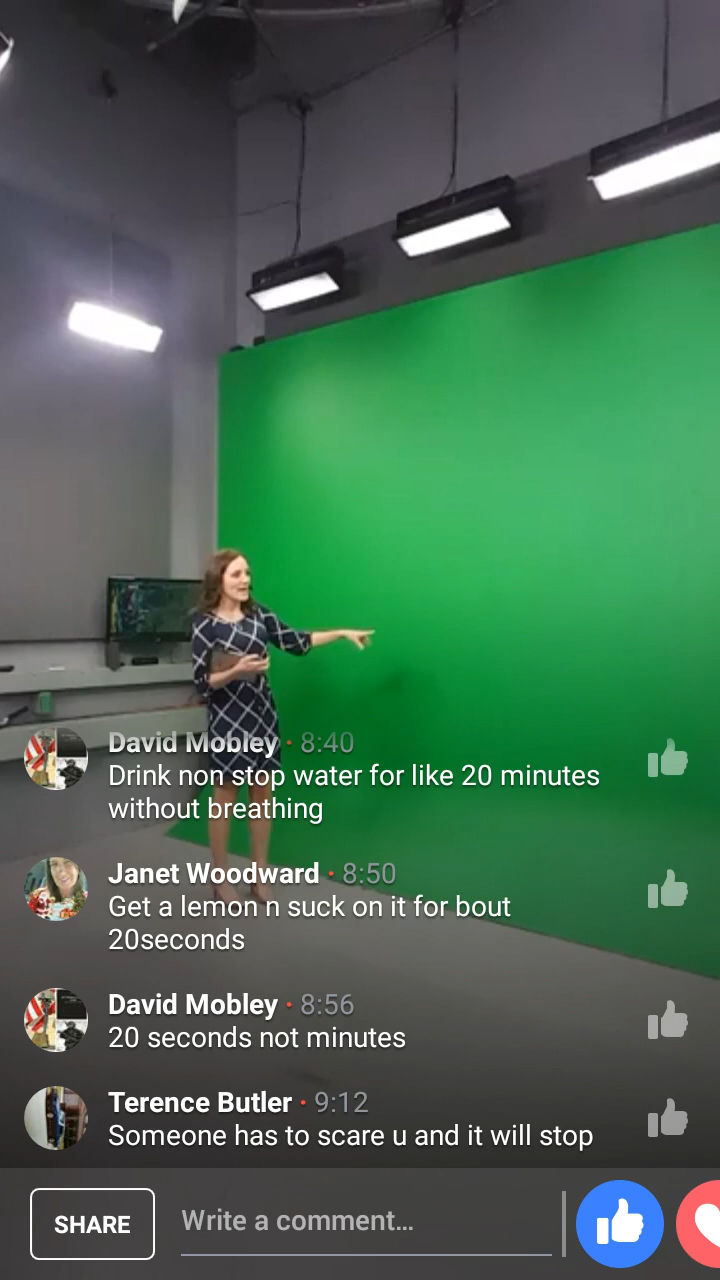 David Mobley · 8:40
Drink non stop water for like 20 minutes
without breathing
Janet Woodward · 8:50
Get a lemon n suck on it for bout
20seconds
David Mobley · 8:56
20 seconds not minutes
Terence Butler · 9:12
Someone has to scare u and it will stop
SHARE
Write a comment...